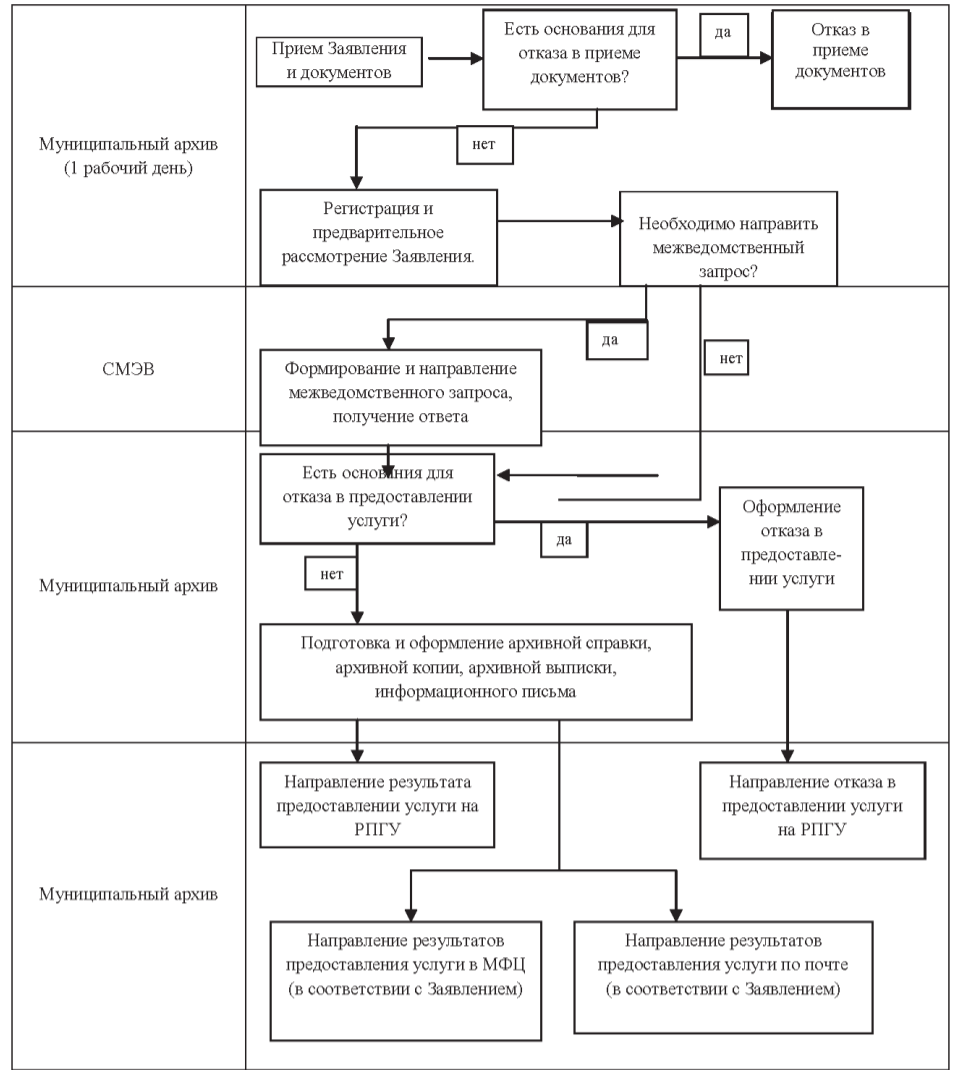 Прием Заявления
и документов
Есть основания для
отказа в приеме
документов?
да
Отказ в
приеме
документов
Муниципальный архив
(1 рабочий день)
нет
Регистрация и
предварительное
рассмотрение Заявления.
Необходимо направить
межведомственный
запрос?
СМЭВ
да
нет
Формирование и направление
межведомственного запроса,
получение ответа
Муниципальный архив
Есть основания для
отказа в предоставлении
услуги?
да
Оформление
отказа в
предоставле-
нии услуги
нет
Подготовка и оформление архивной справки,
архивной копии, архивной выписки,
информационного письма
Муниципальный архив
Направление результата
предоставлении услуги на
РПГУ
Направление отказа в
предоставлении услуги
на РПГУ
Направление результатов
предоставления услуги в МФЦ
(в соответствии с Заявлением)
Направление результатов
предоставления услуги по почте
(в соответствии с Заявлением)